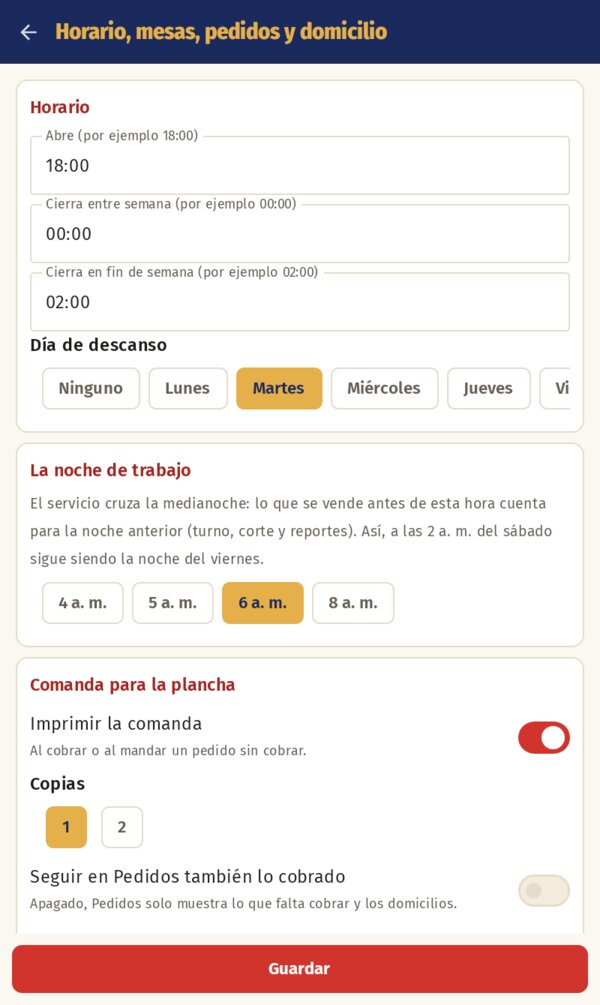 Horario, mesas, pedidos y domicilio
Horario
Abre (por ejemplo 18:00)
18:00
Cierra entre semana (por ejemplo 00:00)
00:00
Cierra en fin de semana (por ejemplo 02:00)
02:00
Día de descanso
Ninguno Lunes Martes Miércoles Jueves Vi
La noche de trabajo
El servicio cruza la medianoche: lo que se vende antes de esta hora cuenta
para la noche anterior (turno, corte y reportes). Así, a las 2 a. m. del sábado
sigue siendo la noche del viernes.
4 a. m. 5 a. m. 6 a. m. 8 a. m.
Comanda para la plancha
Imprimir la comanda
Al cobrar o al mandar un pedido sin cobrar.
Copias
1 2
Seguir en Pedidos también lo cobrado
Apagado, Pedidos solo muestra lo que falta cobrar y los domicilios.
Guardar